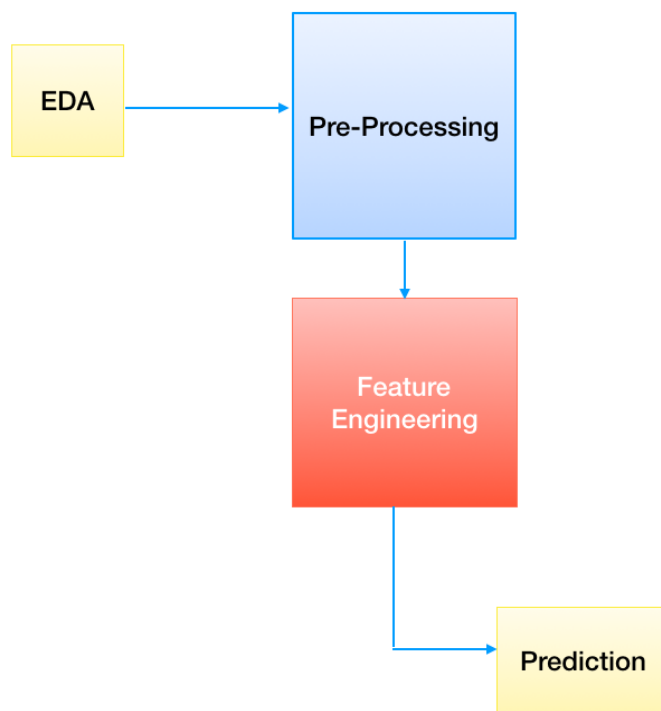 EDA
Pre-Processing
Feature
Engineering
Prediction